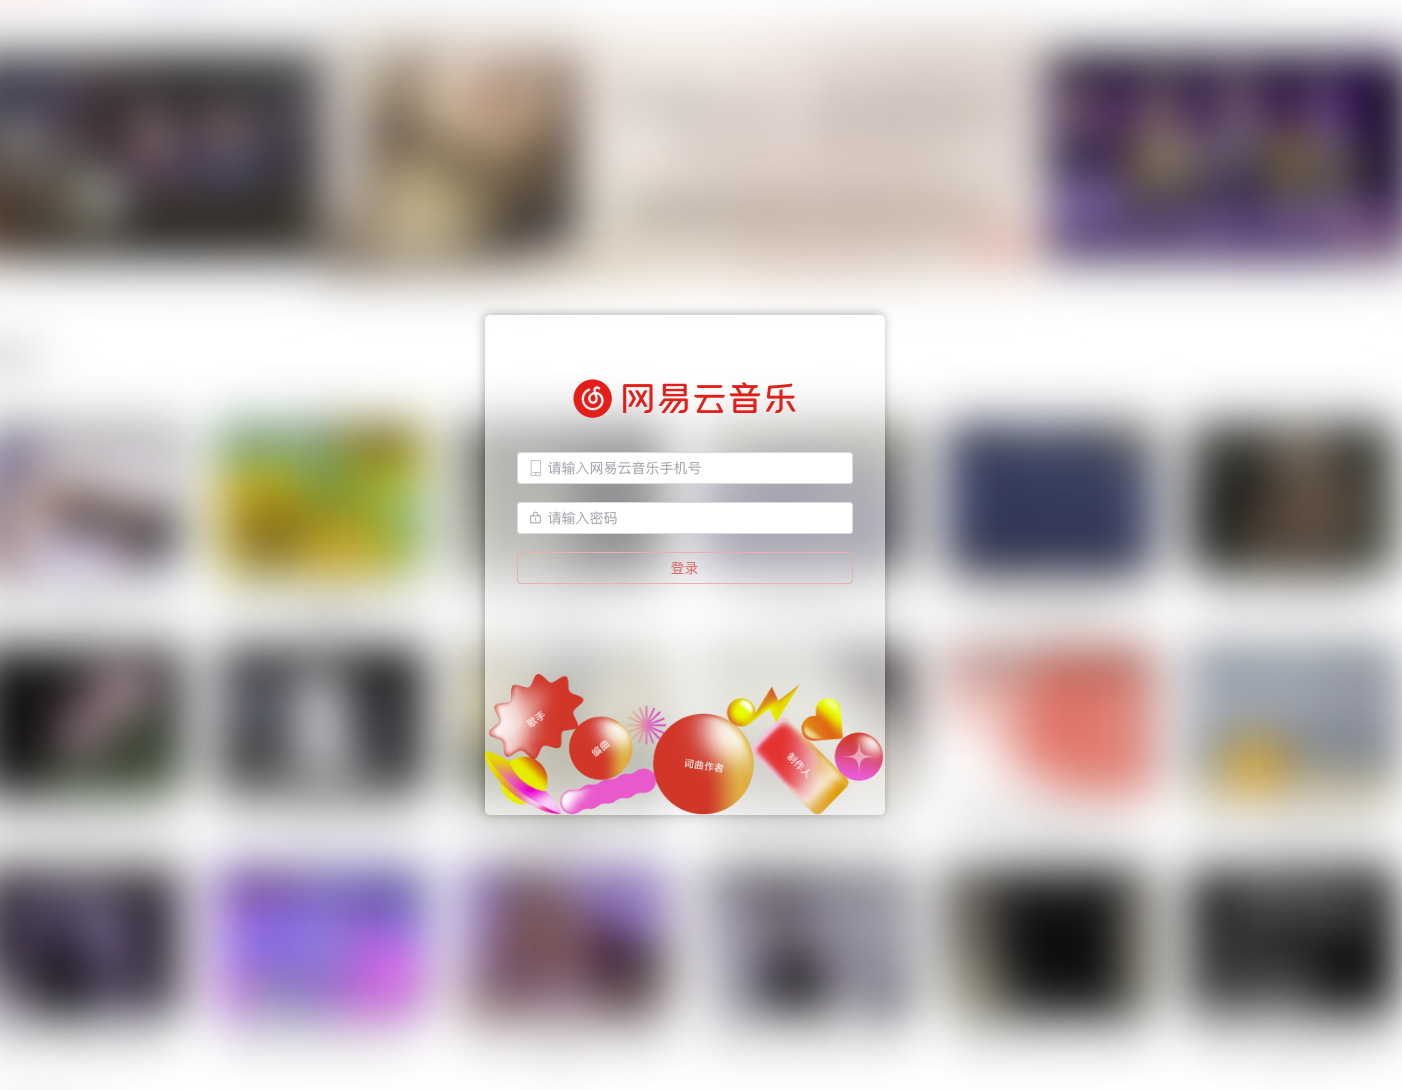 网易云音乐
请输入网易云音乐手机号
请输入密码
登录
歌手
编曲
词曲作者
制作人